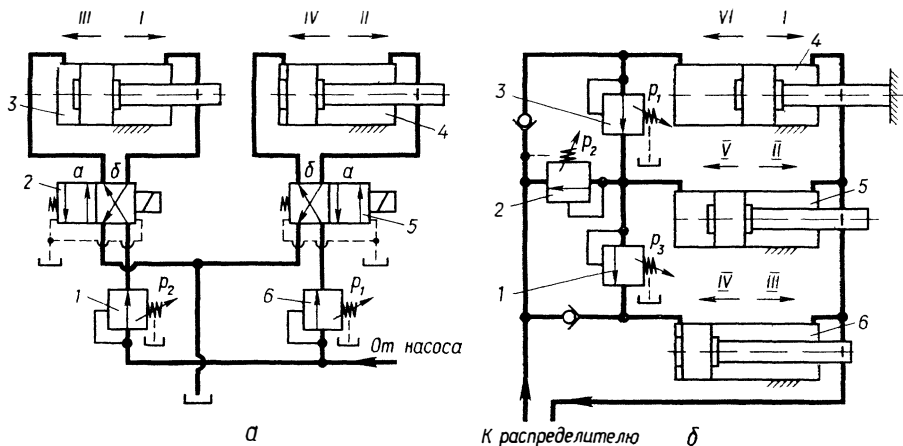 III I IV II
3 4
а б б а
2 5
1 p₂ 6 p₁
От насоса
а
VI I
4
3 p₁
V II
p₂
5
2
p₃
IV III
1
6
К распределителю б